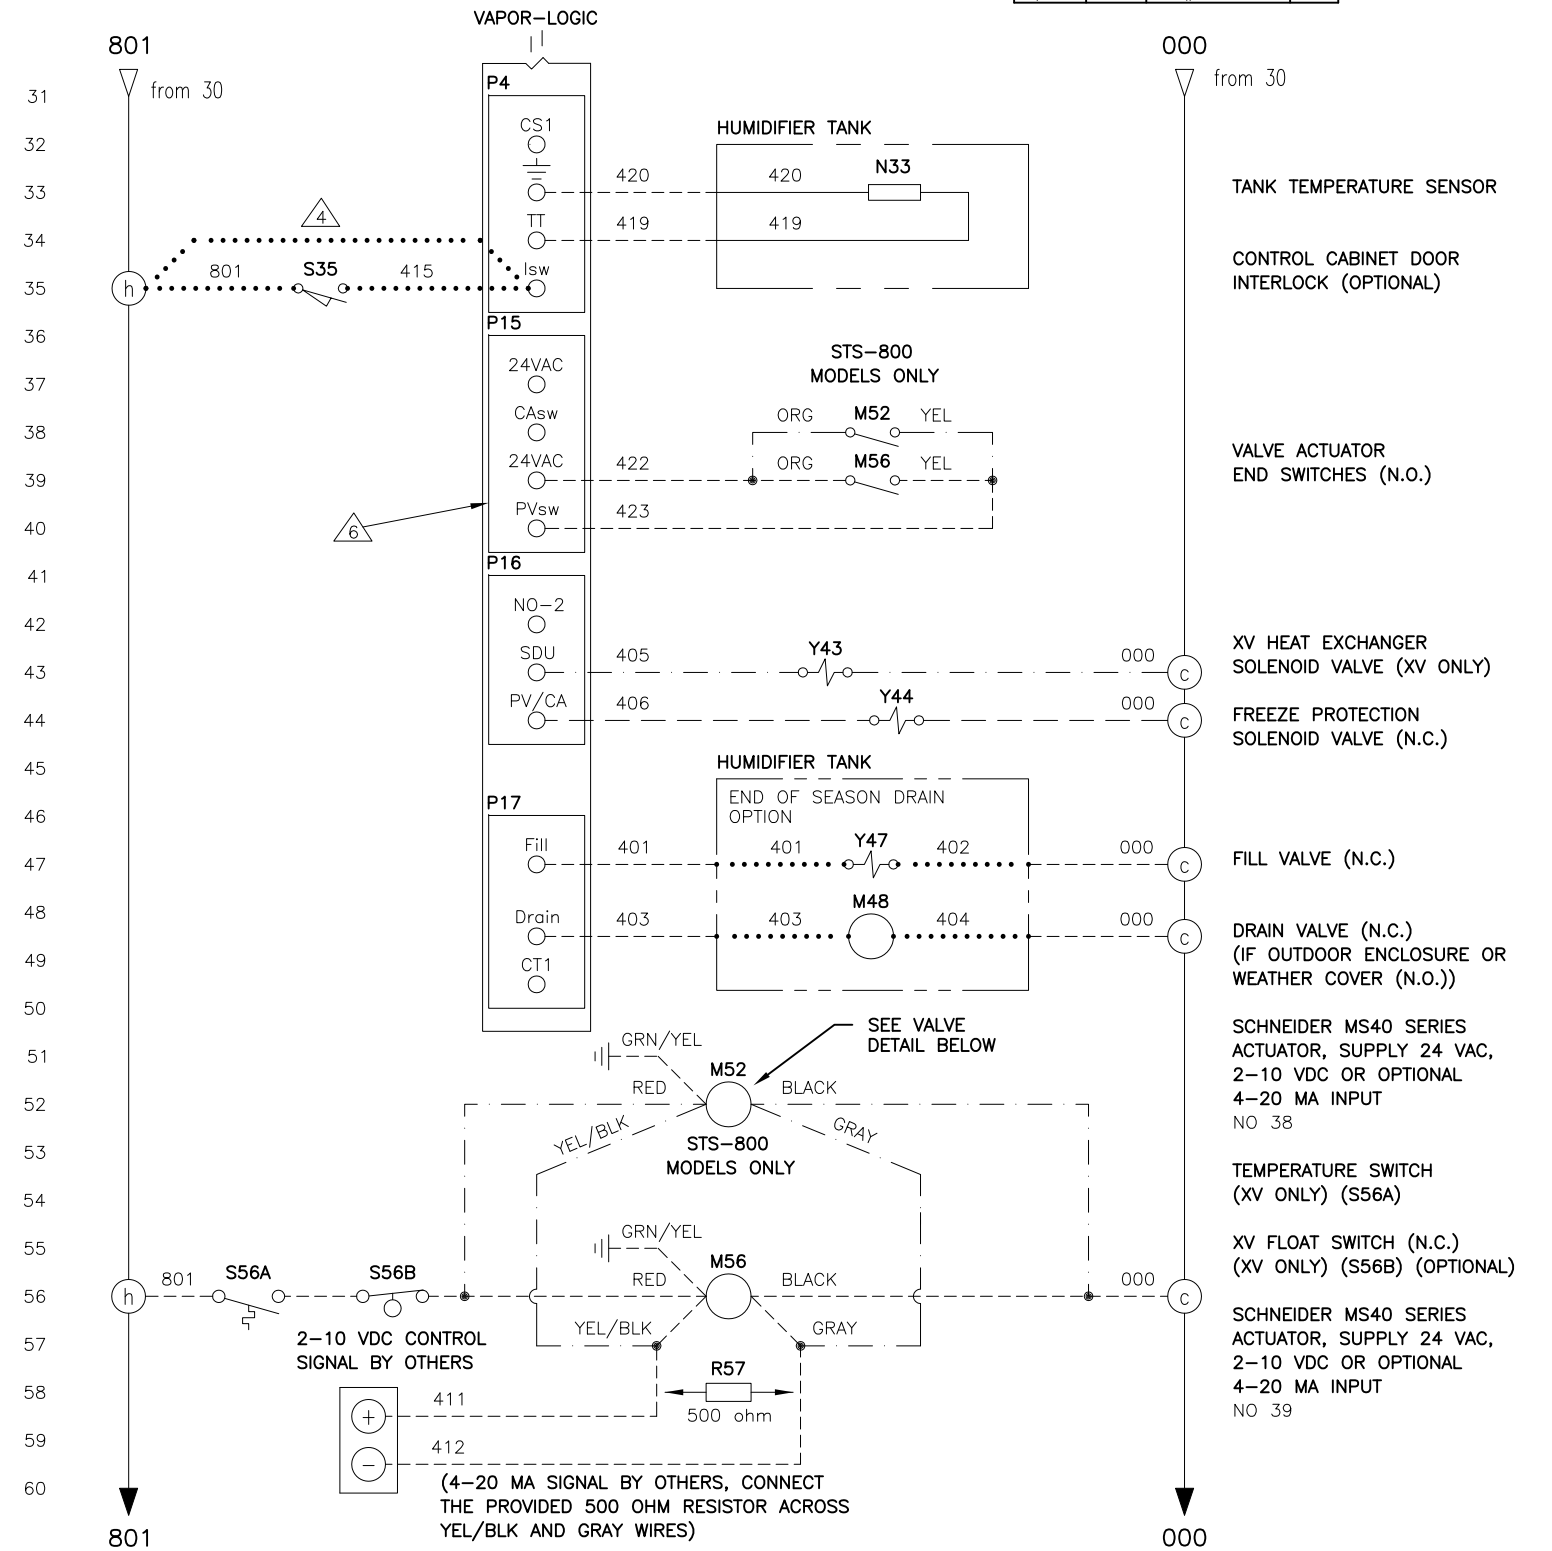 VAPOR-LOGIC
801
000
from 30
from 30
31
P4
CS1
32
HUMIDIFIER TANK
33
420
420
N33
TANK TEMPERATURE SENSOR
4
TT
419
419
34
CONTROL CABINET DOOR
INTERLOCK (OPTIONAL)
801
S35
415
Isw
35
h
P15
36
STS-800
MODELS ONLY
24VAC
37
CAsw
ORG
M52
YEL
38
24VAC
422
ORG
M56
YEL
39
VALVE ACTUATOR
END SWITCHES (N.O.)
PVsw
423
40
6
P16
41
NO-2
42
SDU
405
Y43
000
43
c
XV HEAT EXCHANGER
SOLENOID VALVE (XV ONLY)
PV/CA
406
Y44
000
44
c
FREEZE PROTECTION
SOLENOID VALVE (N.C.)
45
HUMIDIFIER TANK
END OF SEASON DRAIN
OPTION
46
P17
Fill
401
401
Y47
402
000
47
c
FILL VALVE (N.C.)
48
M48
Drain
403
403
404
000
c
DRAIN VALVE (N.C.)
(IF OUTDOOR ENCLOSURE OR
WEATHER COVER (N.O.))
49
CT1
50
SEE VALVE
DETAIL BELOW
51
GRN/YEL
M52
RED
BLACK
52
SCHNEIDER MS40 SERIES
ACTUATOR, SUPPLY 24 VAC,
2-10 VDC OR OPTIONAL
4-20 MA INPUT
NO 38
YEL/BLK
GRAY
53
STS-800
MODELS ONLY
54
TEMPERATURE SWITCH
(XV ONLY) (S56A)
55
GRN/YEL
M56
XV FLOAT SWITCH (N.C.)
(XV ONLY) (S56B) (OPTIONAL)
56
h
801
S56A
S56B
RED
BLACK
000
c
57
YEL/BLK
GRAY
2-10 VDC CONTROL
SIGNAL BY OTHERS
SCHNEIDER MS40 SERIES
ACTUATOR, SUPPLY 24 VAC,
2-10 VDC OR OPTIONAL
4-20 MA INPUT
NO 39
58
R57
500 ohm
+
411
59
−
412
60
(4-20 MA SIGNAL BY OTHERS, CONNECT
THE PROVIDED 500 OHM RESISTOR ACROSS
YEL/BLK AND GRAY WIRES)
801
000